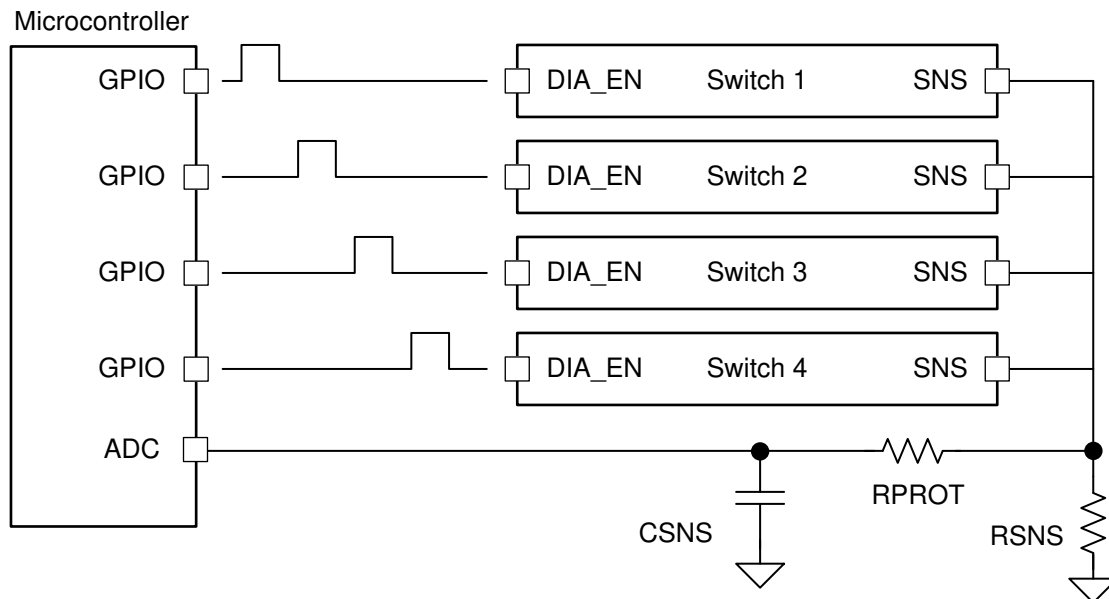 Microcontroller
GPIO DIA_EN Switch 1 SNS
GPIO DIA_EN Switch 2 SNS
GPIO DIA_EN Switch 3 SNS
GPIO DIA_EN Switch 4 SNS
ADC
RPROT
CSNS RSNS